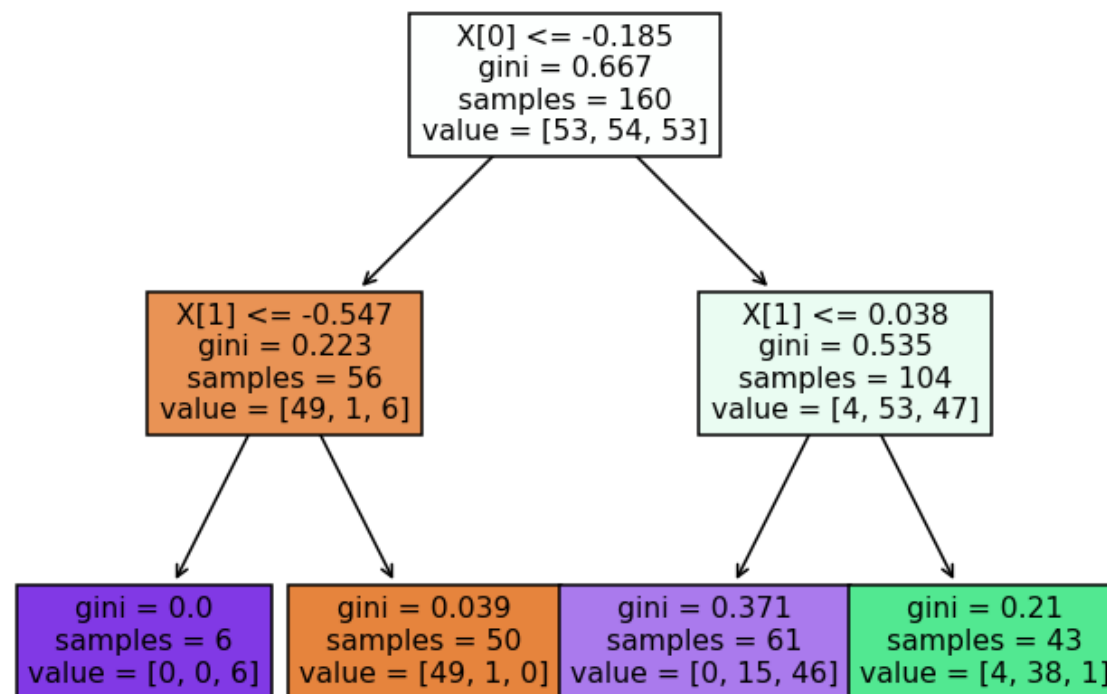 X[0] <= -0.185
gini = 0.667
samples = 160
value = [53, 54, 53]
X[1] <= -0.547
gini = 0.223
samples = 56
value = [49, 1, 6]
X[1] <= 0.038
gini = 0.535
samples = 104
value = [4, 53, 47]
gini = 0.0
samples = 6
value = [0, 0, 6]
gini = 0.039
samples = 50
value = [49, 1, 0]
gini = 0.371
samples = 61
value = [0, 15, 46]
gini = 0.21
samples = 43
value = [4, 38, 1]